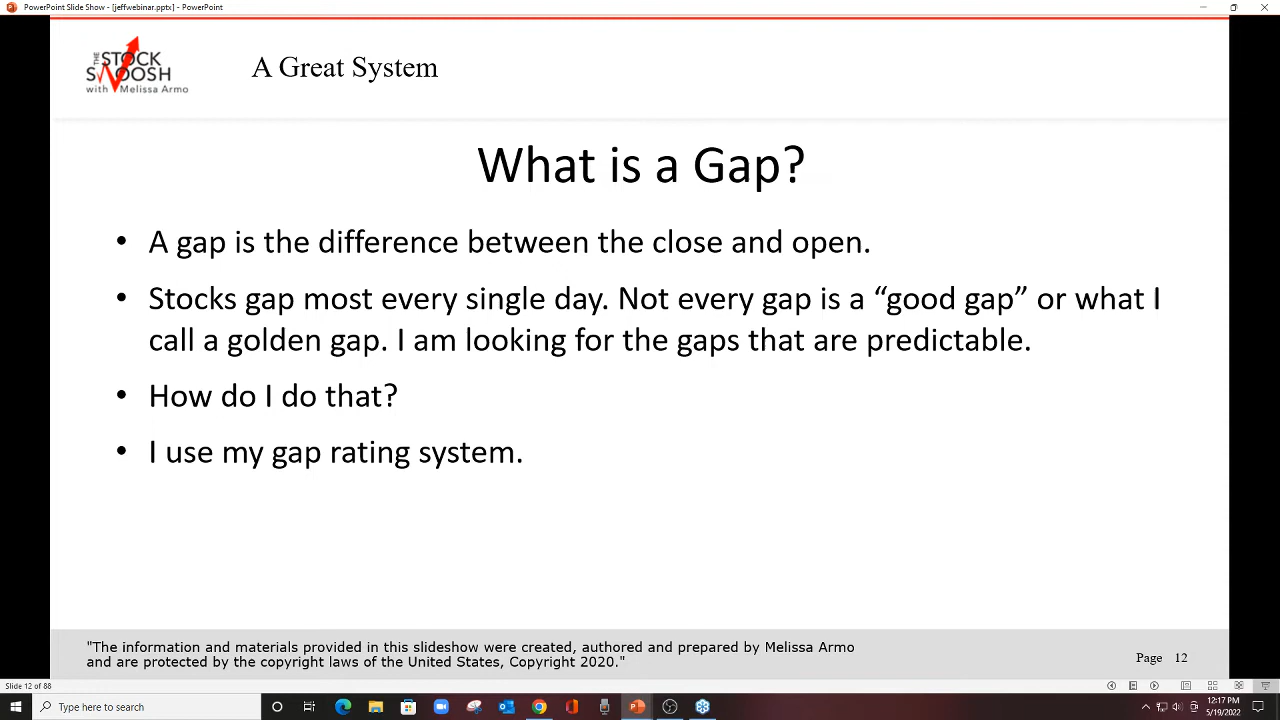 PowerPoint Slide Show - [jeffwebinar.pptx] - PowerPoint
THE
STOCK
SWOOSH
with Melissa Armo
A Great System
What is a Gap?
• A gap is the difference between the close and open.
• Stocks gap most every single day. Not every gap is a “good gap” or what I
call a golden gap. I am looking for the gaps that are predictable.
• How do I do that?
• I use my gap rating system.
"The information and materials provided in this slideshow were created, authored and prepared by Melissa Armo
and are protected by the copyright laws of the United States, Copyright 2020."
Page 12
Slide 12 of 88
Type here to search
12:17 PM
5/19/2022